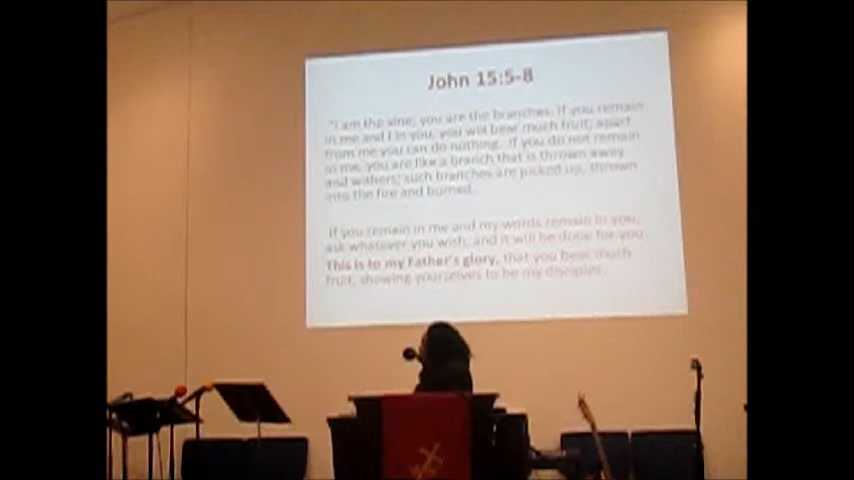 John 15:5-8
"I am the vine; you are the branches. If you remain
in me and I in you, you will bear much fruit; apart
from me you can do nothing. If you do not remain
in me, you are like a branch that is thrown away
and withers; such branches are picked up, thrown
into the fire and burned.
If you remain in me and my words remain in you,
ask whatever you wish, and it will be done for you.
This is to my Father's glory, that you bear much
fruit, showing yourselves to be my disciples.